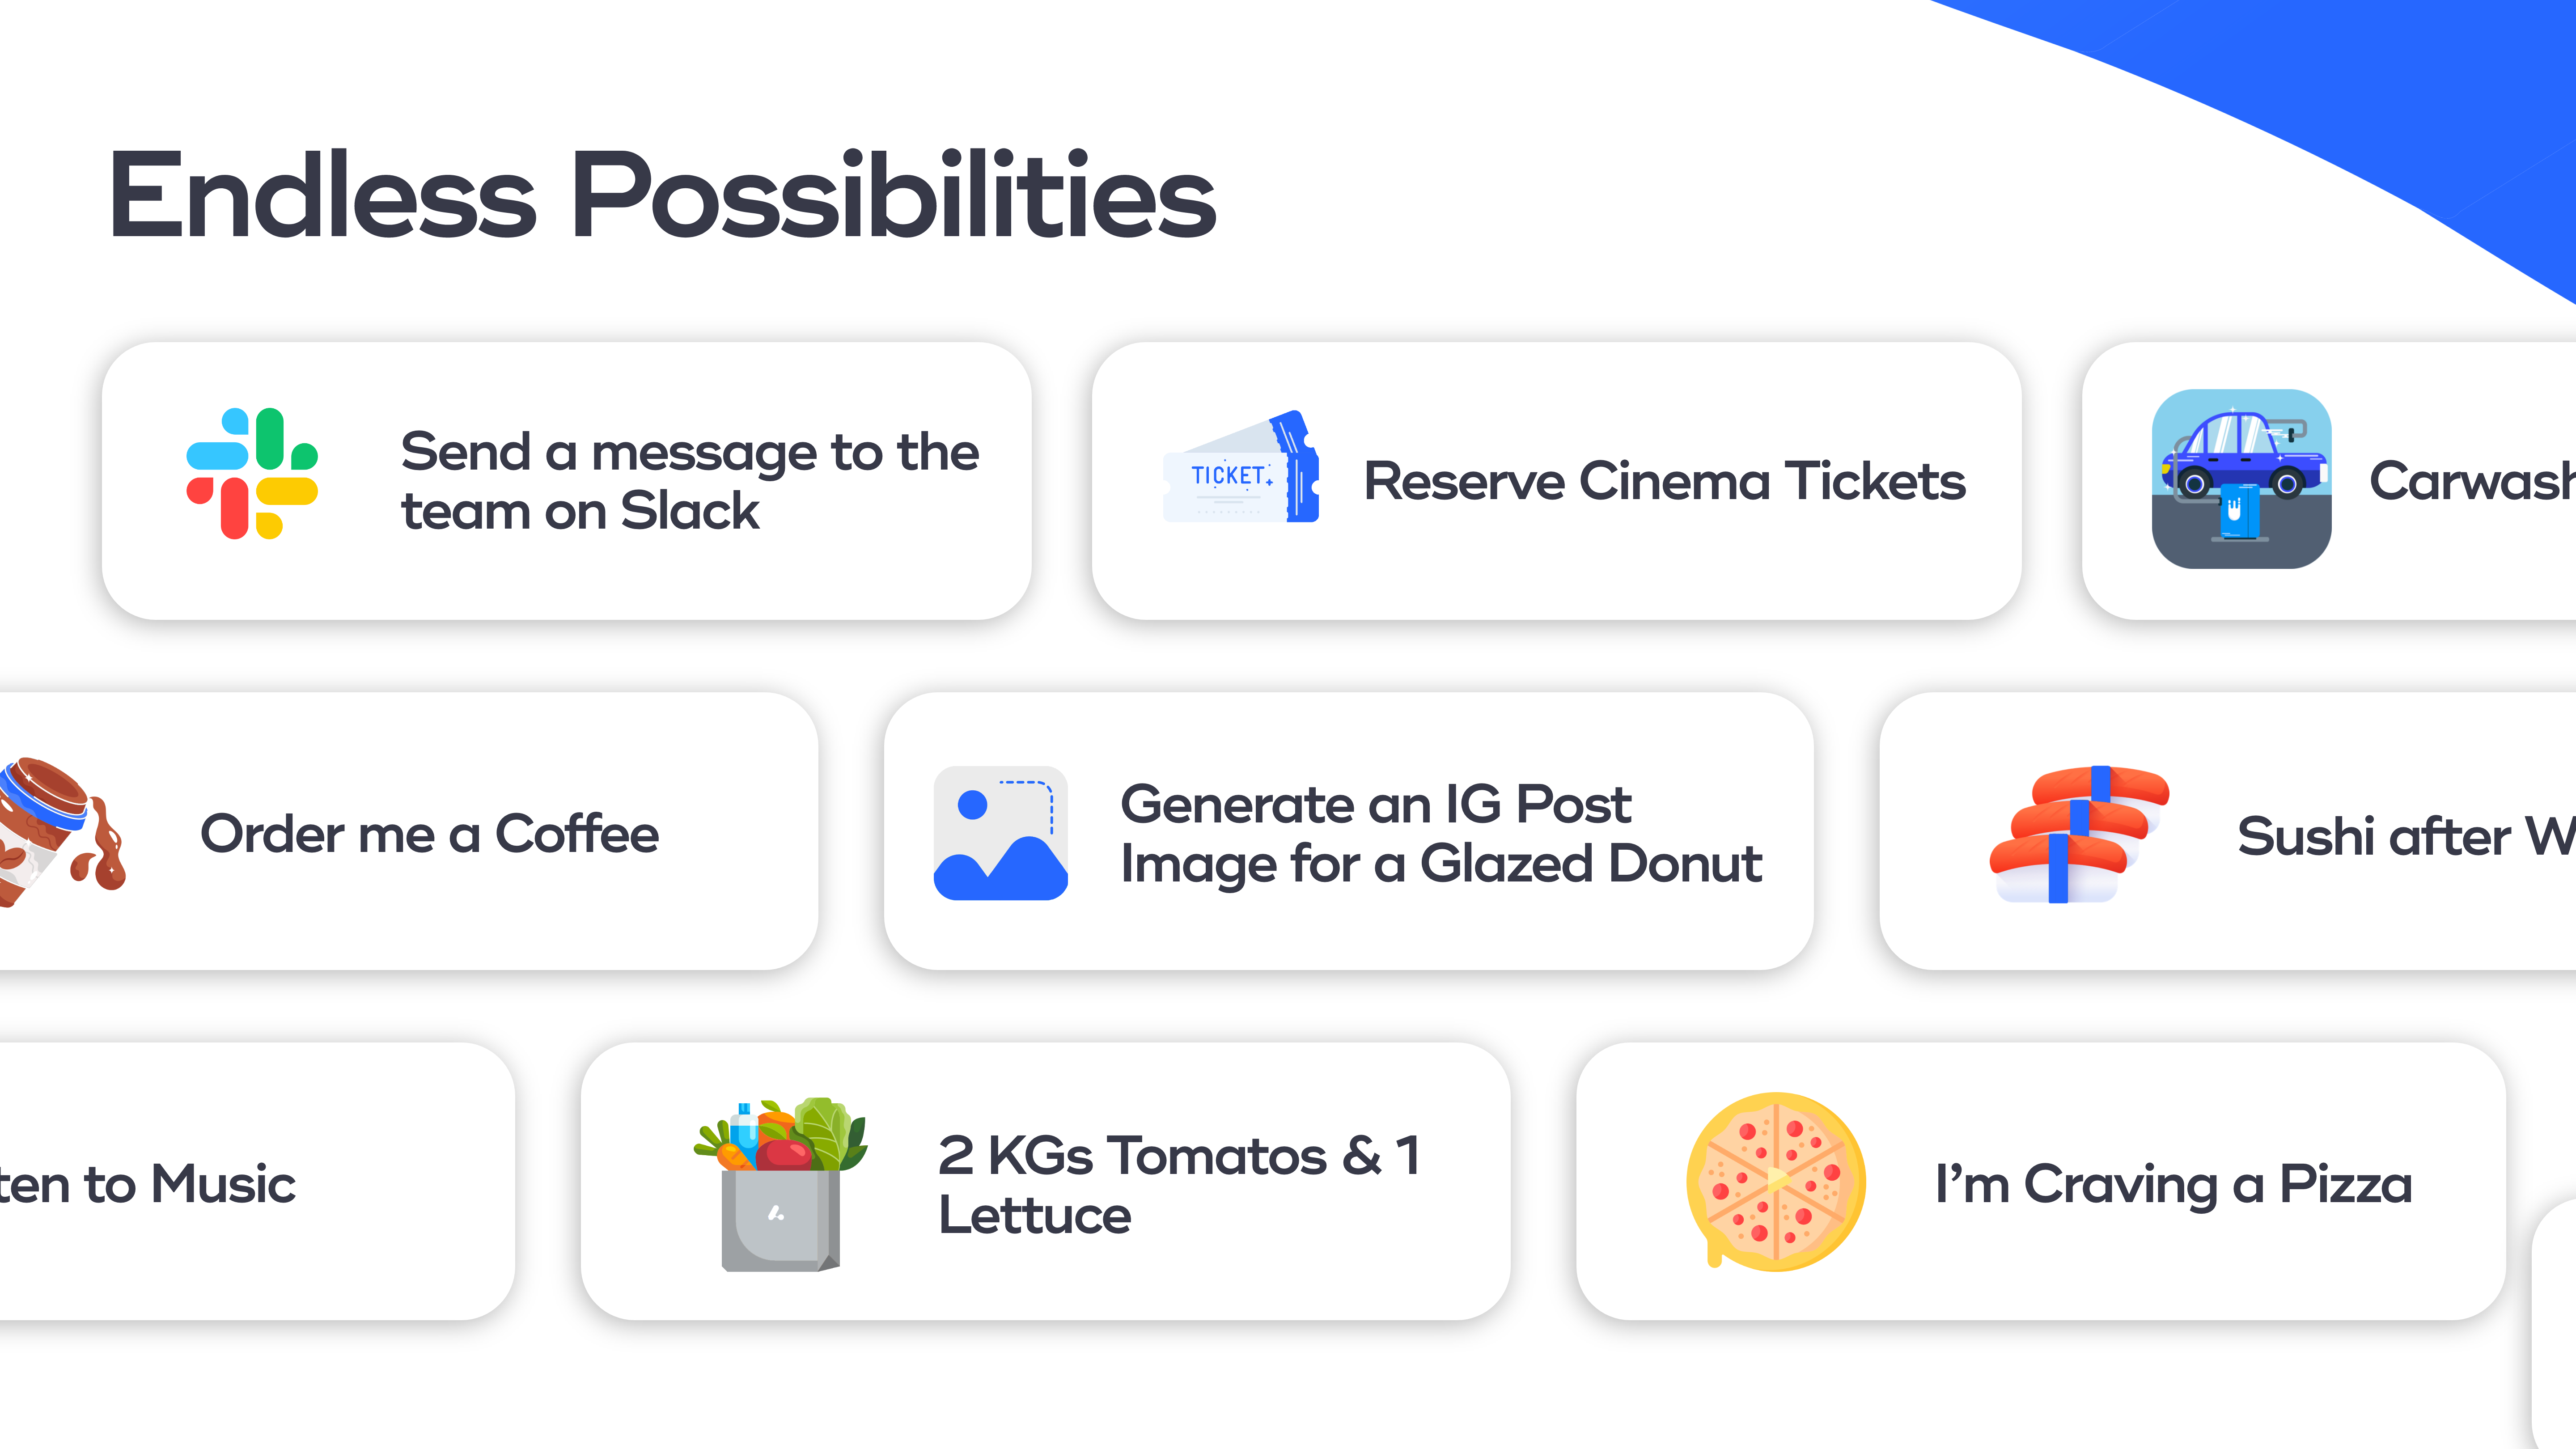 Endless Possibilities
Send a message to the
team on Slack
TICKET
Reserve Cinema Tickets
Carwash
Order me a Coffee
Generate an IG Post
Image for a Glazed Donut
Sushi after
ten to Music
2 KGs Tomatos & 1
Lettuce
I'm Craving a Pizza